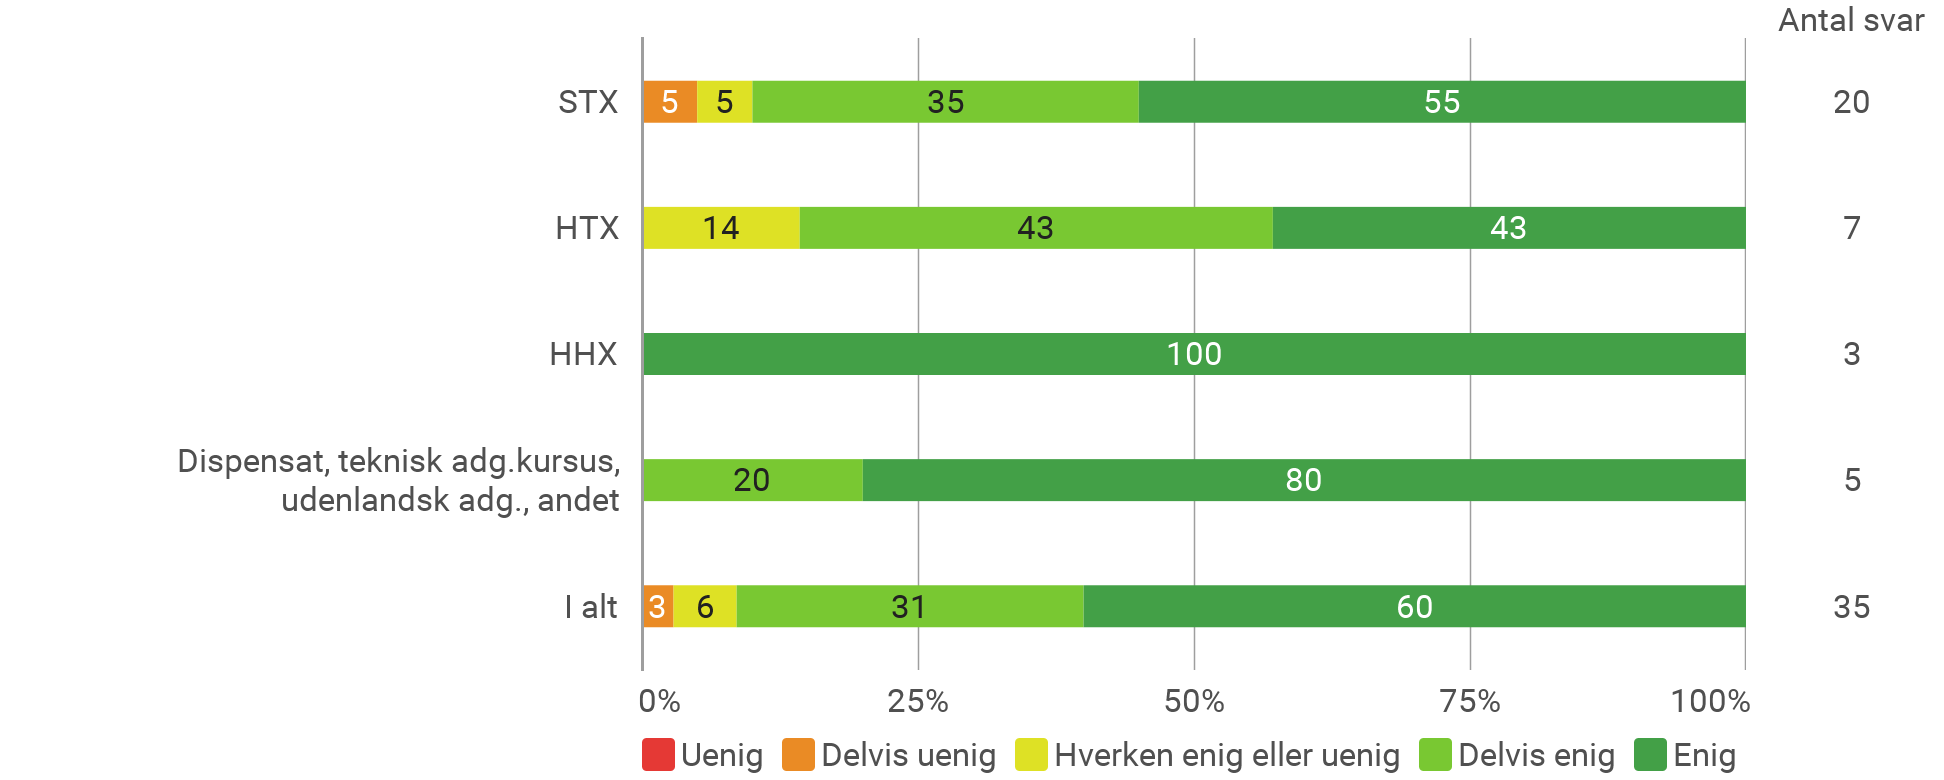 Antal svar
STX 5 5 35 55 20
HTX 14 43 43 7
HHX 100 3
Dispensat, teknisk adg.kursus,
udenlandsk adg., andet 20 80 5
I alt 3 6 31 60 35
0% 25% 50% 75% 100%
Uenig Delvis uenig Hverken enig eller uenig Delvis enig Enig